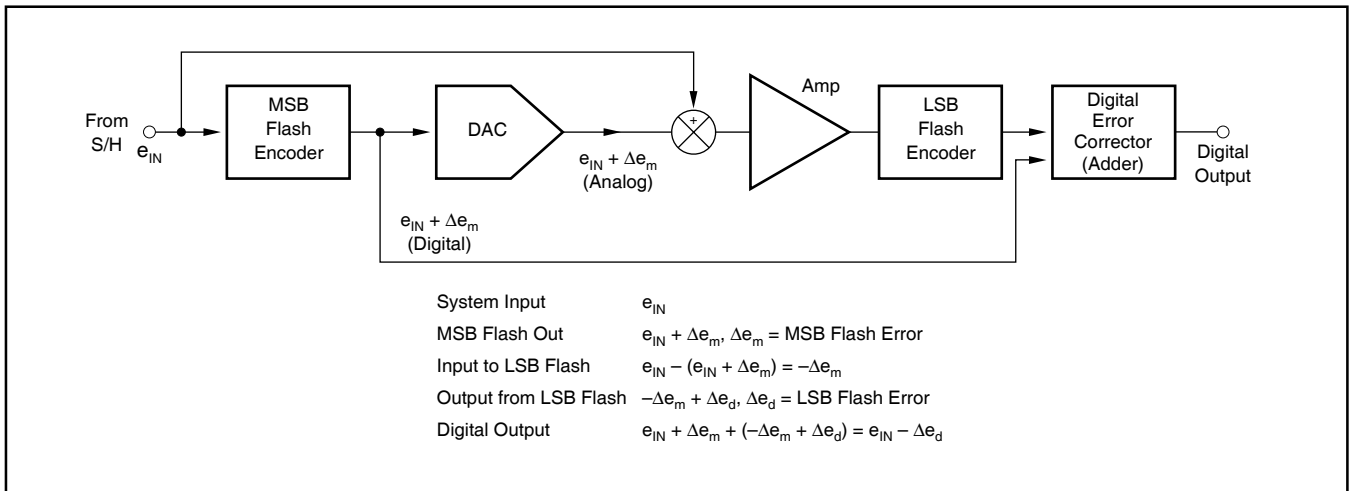 From
S/H
e_IN
MSB
Flash
Encoder
DAC
e_IN + Δe_m
(Analog)
+
Amp
LSB
Flash
Encoder
Digital
Error
Corrector
(Adder)
Digital
Output
e_IN + Δe_m
(Digital)
System Input e_IN
MSB Flash Out e_IN + Δe_m, Δe_m = MSB Flash Error
Input to LSB Flash e_IN – (e_IN + Δe_m) = –Δe_m
Output from LSB Flash –Δe_m + Δe_d, Δe_d = LSB Flash Error
Digital Output e_IN + Δe_m + (–Δe_m + Δe_d) = e_IN – Δe_d